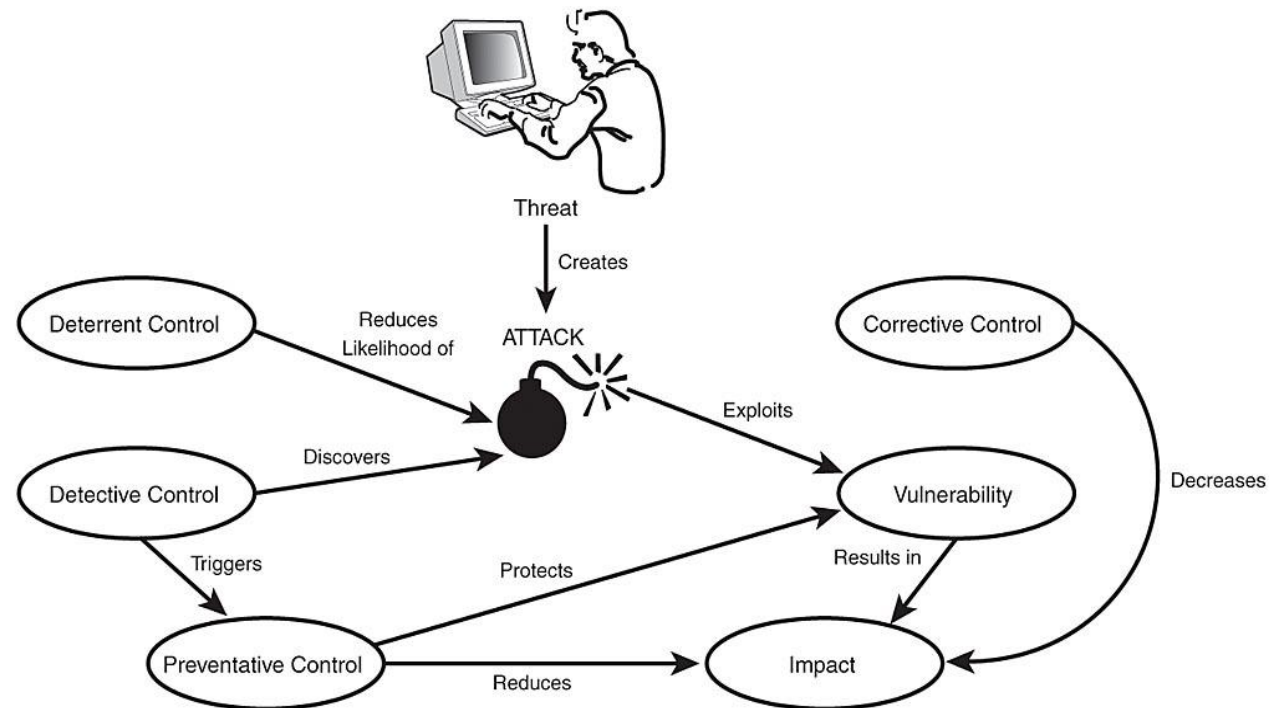 Threat
Creates
Deterrent Control
Reduces
Likelihood of
ATTACK
Corrective Control
Exploits
Discovers
Detective Control
Vulnerability
Decreases
Triggers
Protects
Results in
Preventative Control
Reduces
Impact